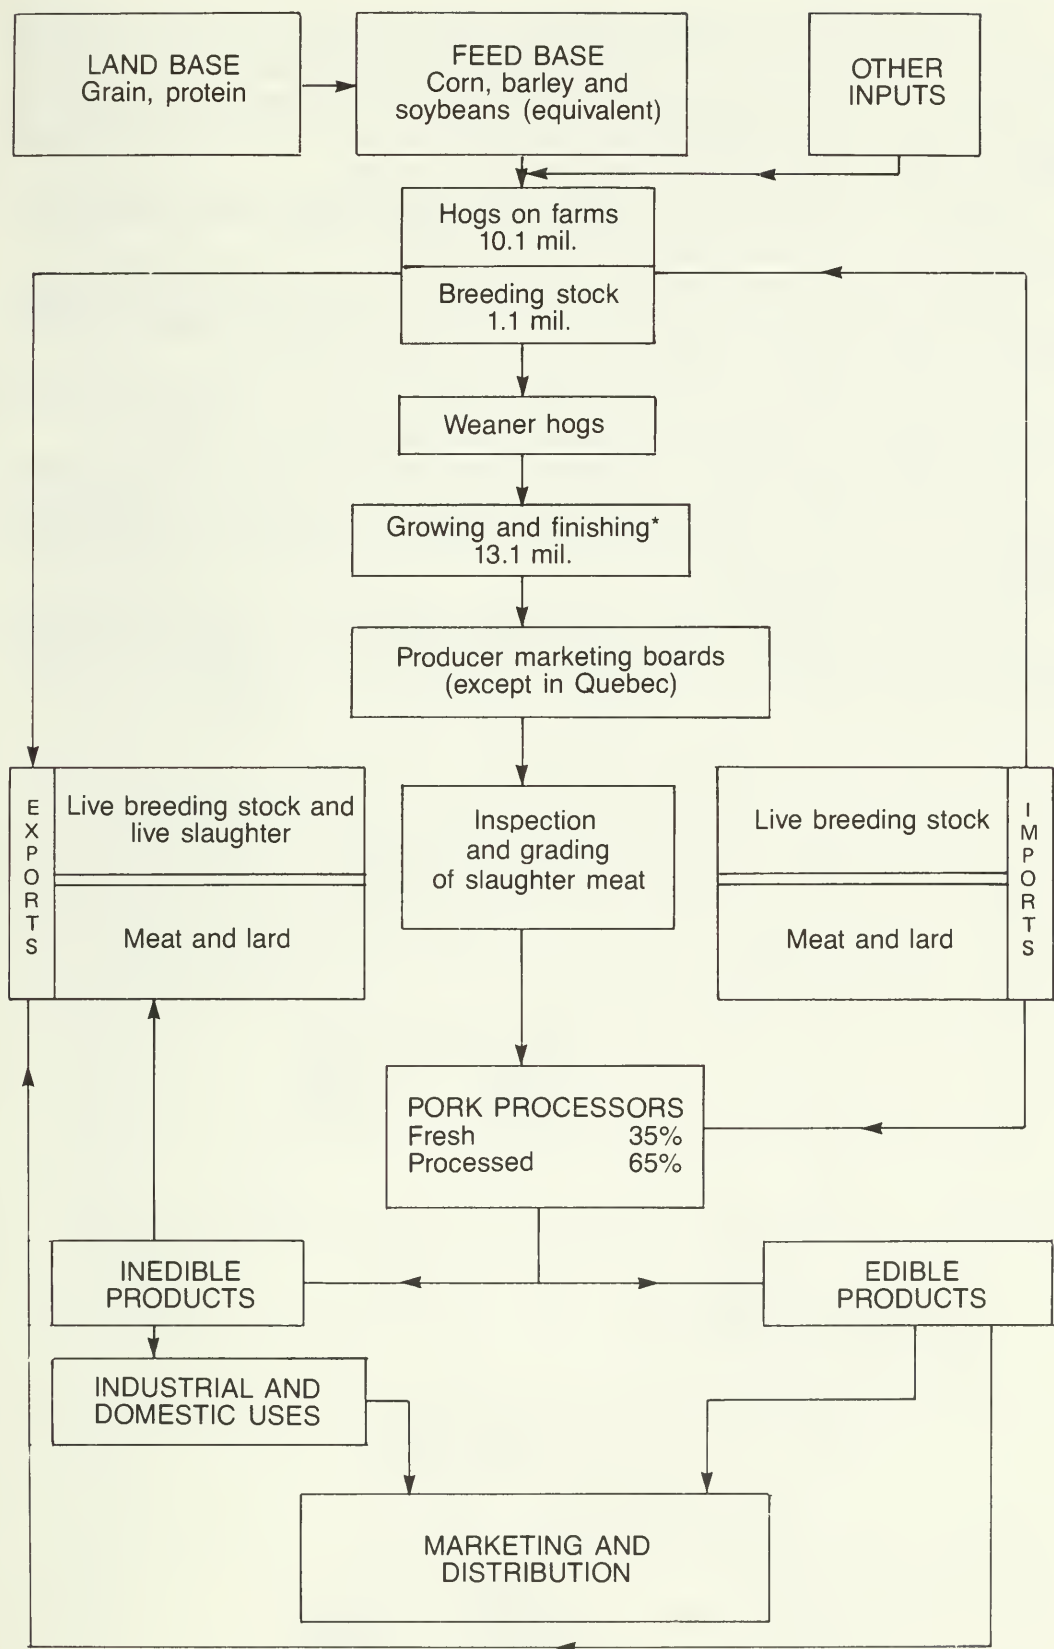 LAND BASE
Grain, protein
FEED BASE
Corn, barley and
soybeans (equivalent)
OTHER
INPUTS
Hogs on farms
10.1 mil.
Breeding stock
1.1 mil.
Weaner hogs
Growing and finishing*
13.1 mil.
Producer marketing boards
(except in Quebec)
EXPORTS
Live breeding stock and
live slaughter
Meat and lard
Inspection
and grading
of slaughter meat
Live breeding stock
Meat and lard
IMPORTS
PORK PROCESSORS
Fresh 35%
Processed 65%
INEDIBLE
PRODUCTS
EDIBLE
PRODUCTS
INDUSTRIAL AND
DOMESTIC USES
MARKETING AND
DISTRIBUTION